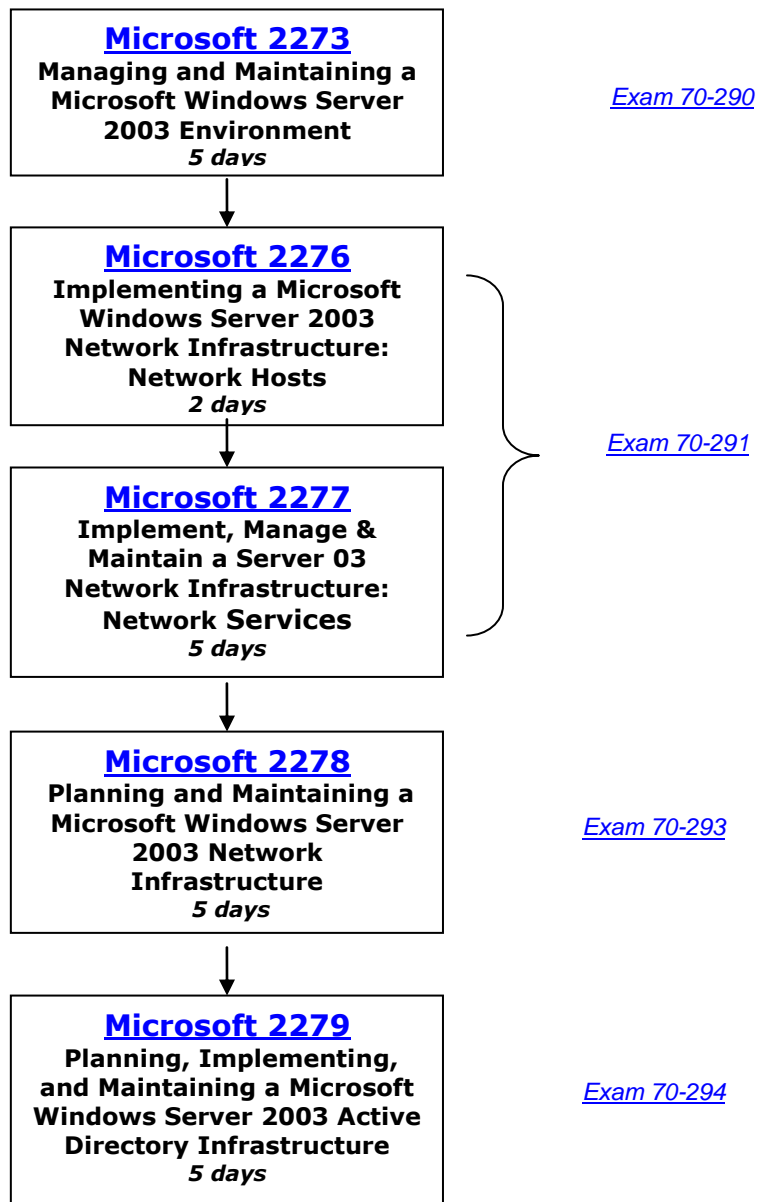 Microsoft 2273
Managing and Maintaining a
Microsoft Windows Server
2003 Environment
5 days
Exam 70-290
Microsoft 2276
Implementing a Microsoft
Windows Server 2003
Network Infrastructure:
Network Hosts
2 days
Exam 70-291
Microsoft 2277
Implement, Manage &
Maintain a Server 03
Network Infrastructure:
Network Services
5 days
Microsoft 2278
Planning and Maintaining a
Microsoft Windows Server
2003 Network
Infrastructure
5 days
Exam 70-293
Microsoft 2279
Planning, Implementing,
and Maintaining a Microsoft
Windows Server 2003 Active
Directory Infrastructure
5 days
Exam 70-294